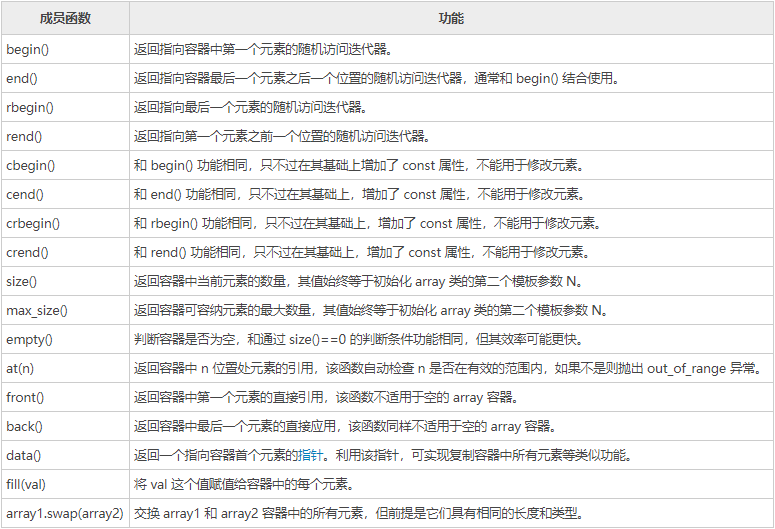 成员函数 功能
begin() 返回指向容器中第一个元素的随机访问迭代器。
end() 返回指向容器最后一个元素之后一个位置的随机访问迭代器，通常和 begin() 结合使用。
rbegin() 返回指向最后一个元素的随机访问迭代器。
rend() 返回指向第一个元素之前一个位置的随机访问迭代器。
cbegin() 和 begin() 功能相同，只不过在其基础上增加了 const 属性，不能用于修改元素。
cend() 和 end() 功能相同，只不过在其基础上，增加了 const 属性，不能用于修改元素。
crbegin() 和 rbegin() 功能相同，只不过在其基础上，增加了 const 属性，不能用于修改元素。
crend() 和 rend() 功能相同，只不过在其基础上，增加了 const 属性，不能用于修改元素。
size() 返回容器中当前元素的数量，其值始终等于初始化 array 类的第二个模板参数 N。
max_size() 返回容器可容纳元素的最大数量，其值始终等于初始化 array 类的第二个模板参数 N。
empty() 判断容器是否为空，和通过 size()==0 的判断条件功能相同，但其效率可能更快。
at(n) 返回容器中 n 位置处元素的引用，该函数自动检查 n 是否在有效的范围内，如果不是则抛出 out_of_range 异常。
front() 返回容器中第一个元素的直接引用，该函数不适用于空的 array 容器。
back() 返回容器中最后一个元素的直接应用，该函数同样不适用于空的 array 容器。
data() 返回一个指向容器首个元素的指针。利用该指针，可实现复制容器中所有元素等类似功能。
fill(val) 将 val 这个值赋值给容器中的每个元素。
array1.swap(array2) 交换 array1 和 array2 容器中的所有元素，但前提是它们具有相同的长度和类型。